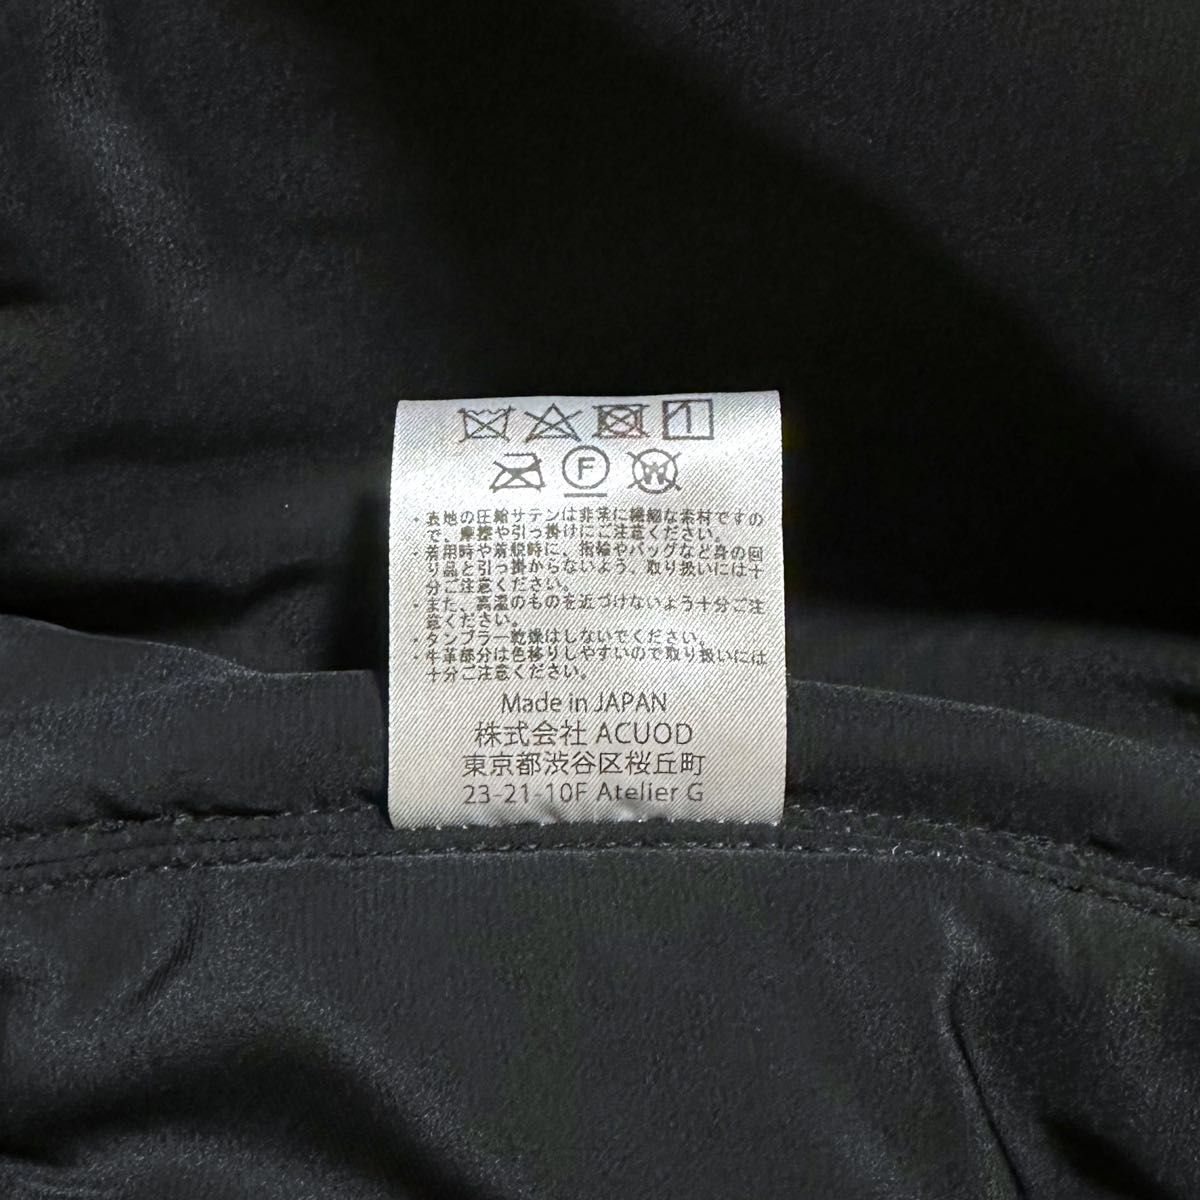 F
W
・表地の圧縮サテンは非常に繊細な素材ですの
で、摩擦や引っ掛けにご注意ください。
・着用時や着脱時に、指輪やバッグなど身の回
り品と引っ掛からないよう、取り扱いには十
分ご注意ください。
・また、高温のものを近づけないよう十分ご注
意ください。
・タンブラー乾燥はしないでください。
・牛革部分は色移りしやすいので取り扱いには
十分ご注意ください。
Made in JAPAN
株式会社 ACUOD
東京都渋谷区桜丘町
23-21-10F Atelier G